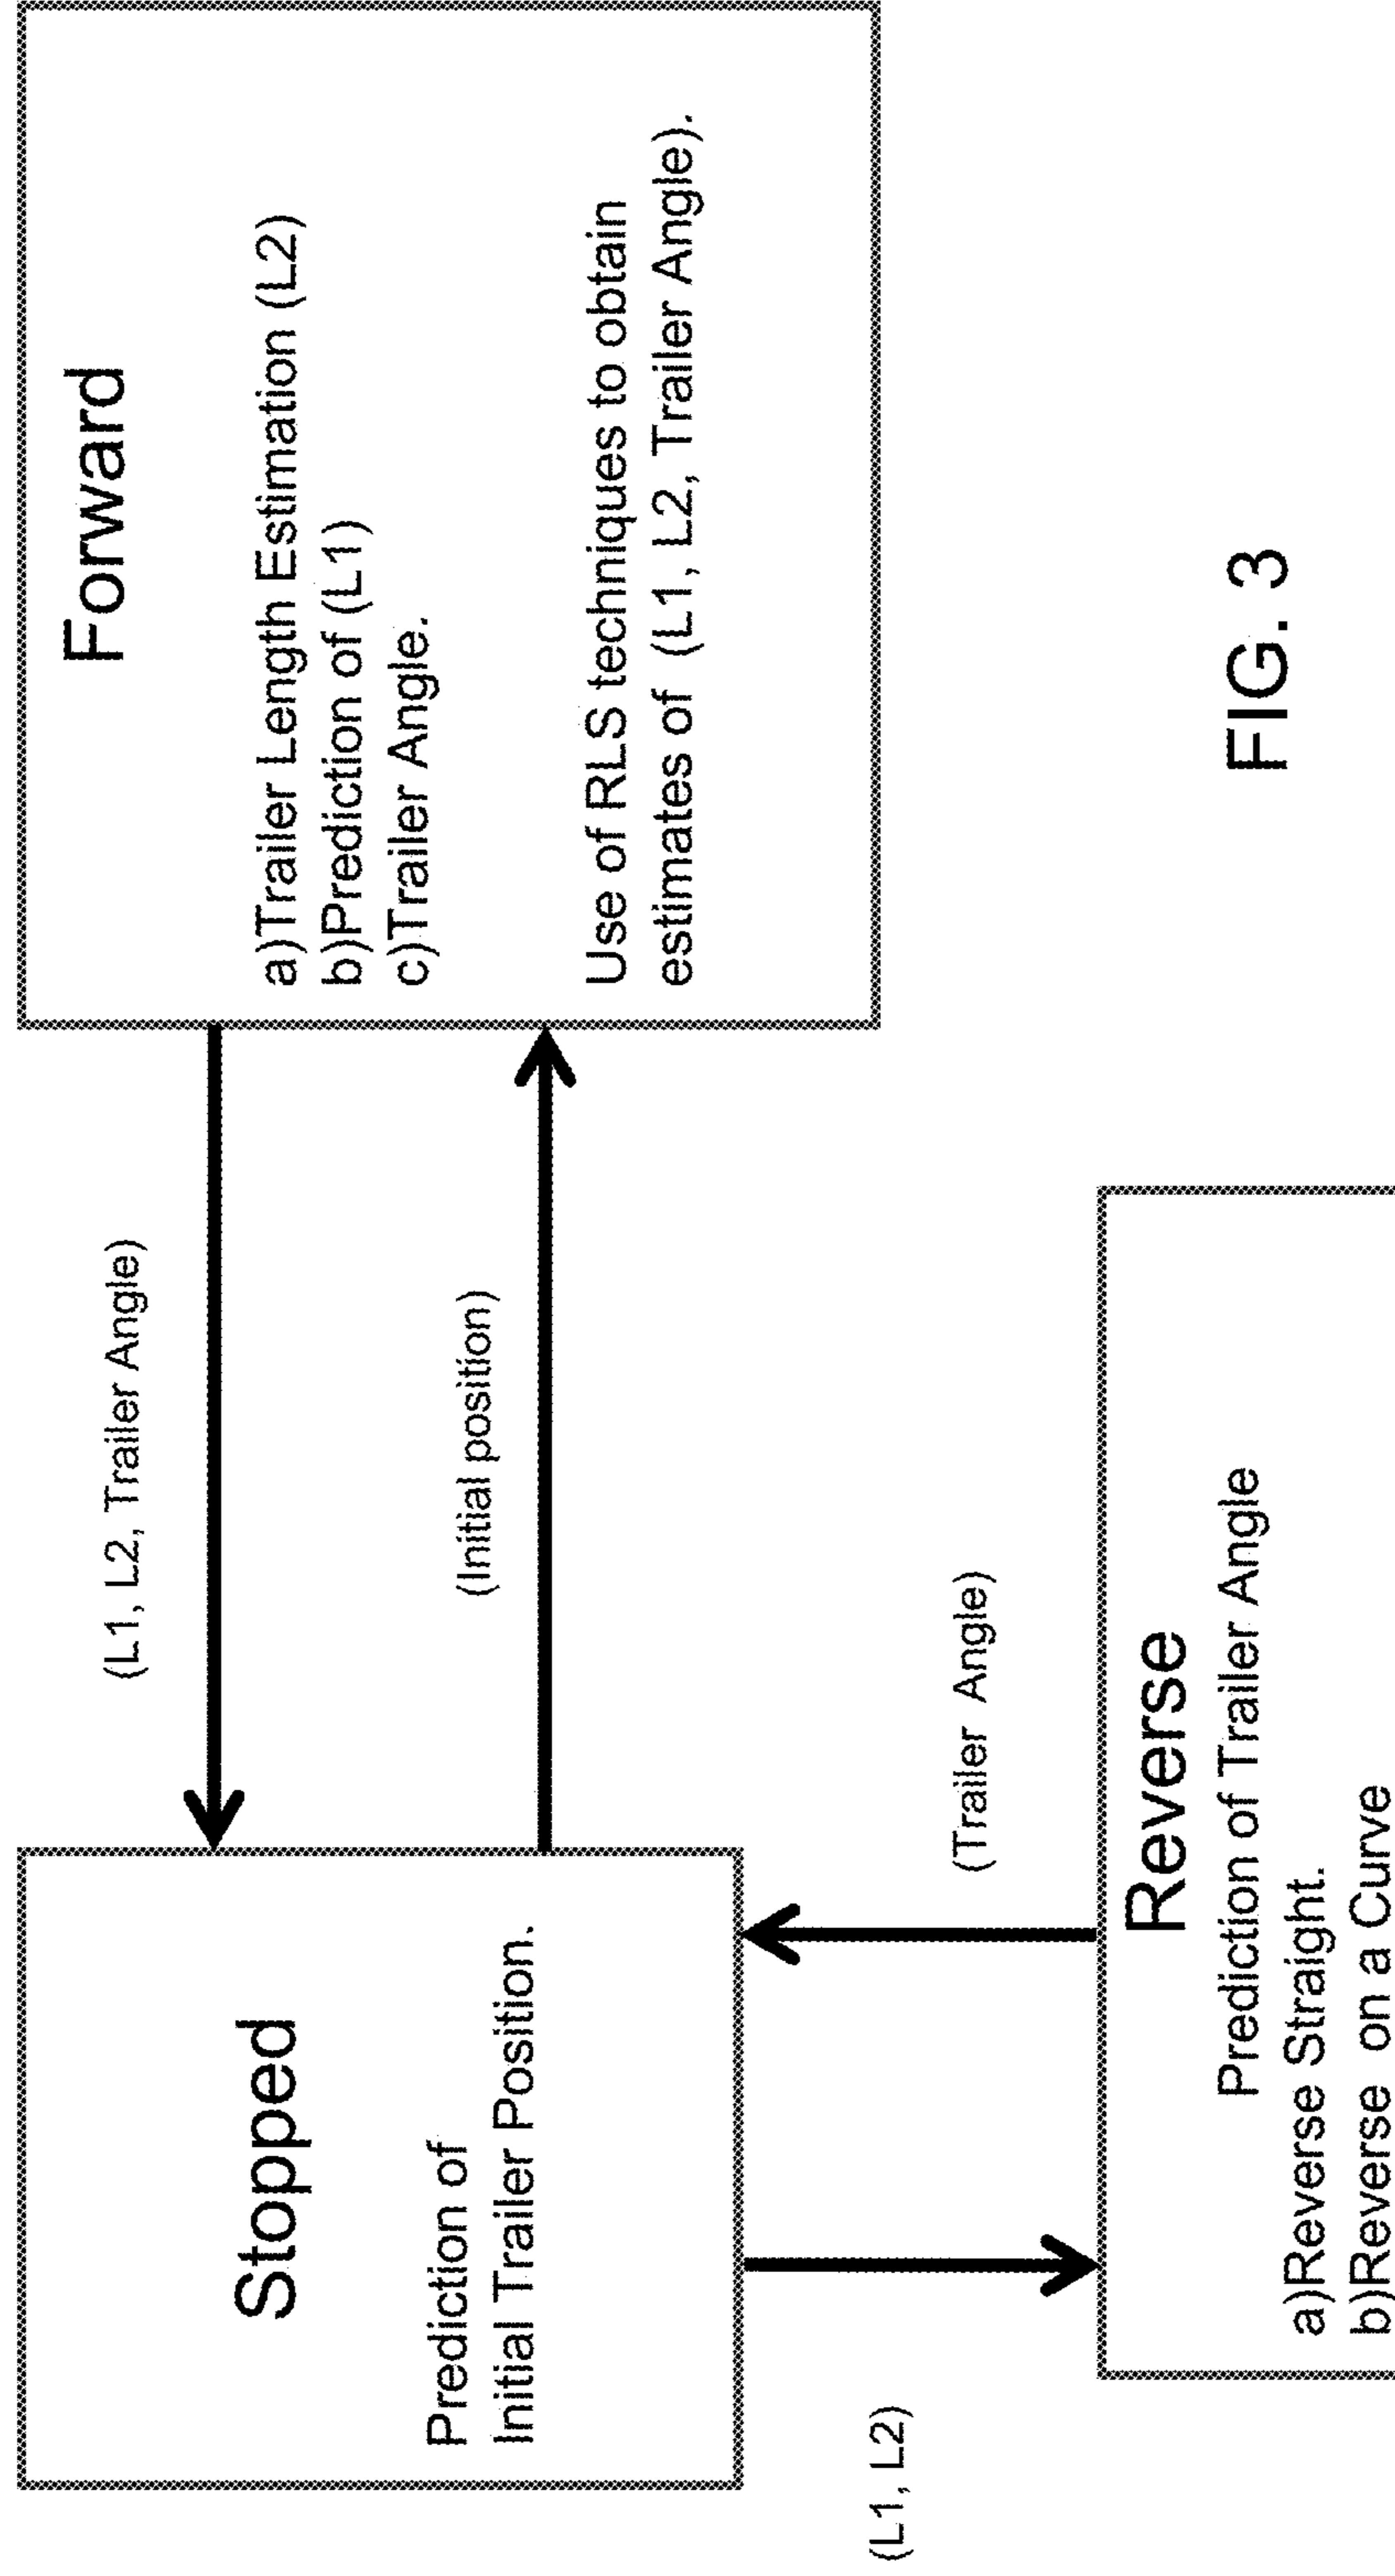 Stopped
Prediction of
Initial Trailer Position.
(L1, L2, Trailer Angle)
(Initial position)
Forward
a)Trailer Length Estimation (L2)
b)Prediction of (L1)
c)Trailer Angle.
Use of RLS techniques to obtain
estimates of (L1, L2, Trailer Angle).
(L1, L2)
(Trailer Angle)
Reverse
Prediction of Trailer Angle
a)Reverse Straight.
b)Reverse on a Curve
FIG. 3